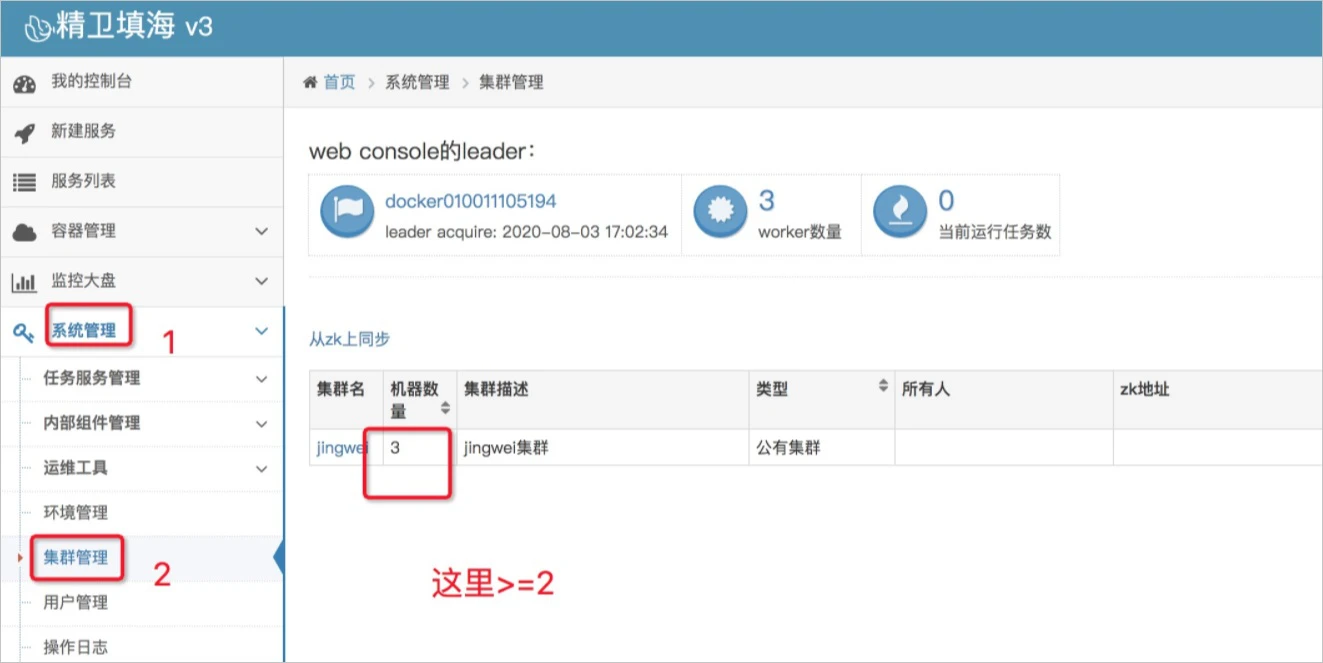 精卫填海 v3
我的控制台
新建服务
服务列表
容器管理
监控大盘
系统管理
1
任务服务管理
内部组件管理
运维工具
环境管理
集群管理
2
用户管理
操作日志
首页 > 系统管理 > 集群管理
web console的leader：
docker010011105194
leader acquire: 2020-08-03 17:02:34
3
worker数量
0
当前运行任务数
从zk上同步
集群名 机器数量 集群描述 类型 所有人 zk地址
jingwei 3 jingwei集群 公有集群
这里>=2